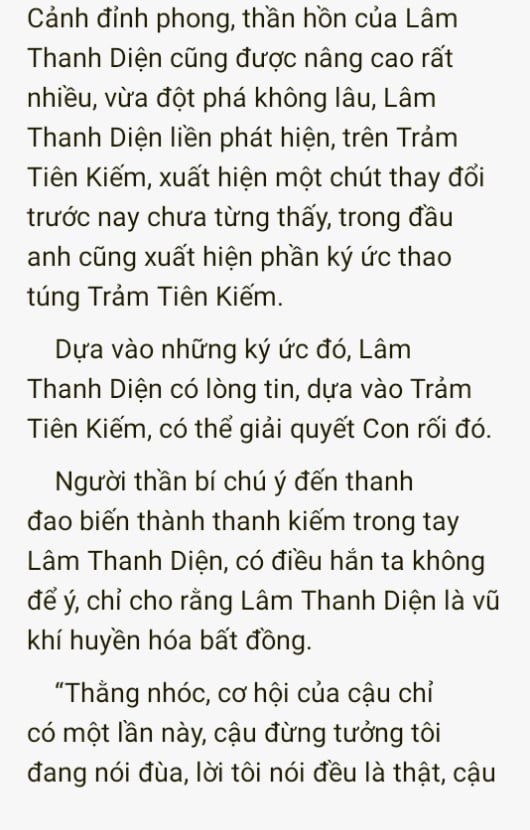 Cảnh đỉnh phong, thần hồn của Lâm
Thanh Diện cũng được nâng cao rất
nhiều, vừa đột phá không lâu, Lâm
Thanh Diện liền phát hiện, trên Trảm
Tiên Kiếm, xuất hiện một chút thay đổi
trước nay chưa từng thấy, trong đầu
anh cũng xuất hiện phần ký ức thao
túng Trảm Tiên Kiếm.
Dựa vào những ký ức đó, Lâm
Thanh Diện có lòng tin, dựa vào Trảm
Tiên Kiếm, có thể giải quyết Con rối đó.
Người thần bí chú ý đến thanh
đao biến thành thanh kiếm trong tay
Lâm Thanh Diện, có điều hắn ta không
để ý, chỉ cho rằng Lâm Thanh Diện là vũ
khí huyền hóa bất đồng.
“Thằng nhóc, cơ hội của cậu chỉ
có một lần này, cậu đừng tưởng tôi
đang nói đùa, lời tôi nói đều là thật, cậu